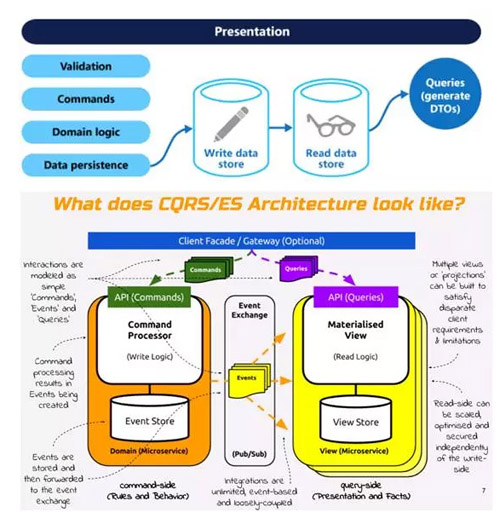 Presentation
Validation
Commands
Domain logic
Data persistence
Write data
store
Read data
store
Queries
(generate
DTOs)
What does CQRS/ES Architecture look like?
Client Facade / Gateway (Optional)
Interactions are
modeled as
simple
'Commands',
'Events' and
'Queries'
Commands
Queries
Multiple views
or 'projections'
can be built to
satisfy
disparate
client
requirements
& limitations
API (Commands)
Command
Processor
(Write Logic)
Event
Exchange
API (Queries)
Materialised
View
(Read Logic)
Command
processing
results in
Events being
created
Events
Event Store
View Store
Read-side can
be scaled,
optimised and
secured
independently
of the write-
side
Domain (Microservice)
(Pub/Sub)
View (Microservice)
Events are
stored and
then forwarded
to the event
exchange
command-side
(Rules and Behavior)
Integrations are
unlimited, event-based
and loosely-coupled
query-side
(Presentation and Facts)
7